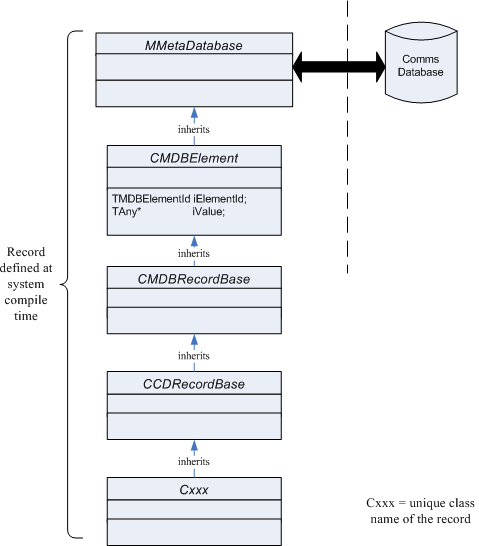 MMetaDatabase
Comms
Database
inherits
CMDBElement
TMDBElementId iElementId;
TAny* iValue;
inherits
Record
defined at
system
compile
time
CMDBRecordBase
inherits
CCDRecordBase
inherits
Cxxx
Cxxx = unique class
name of the record